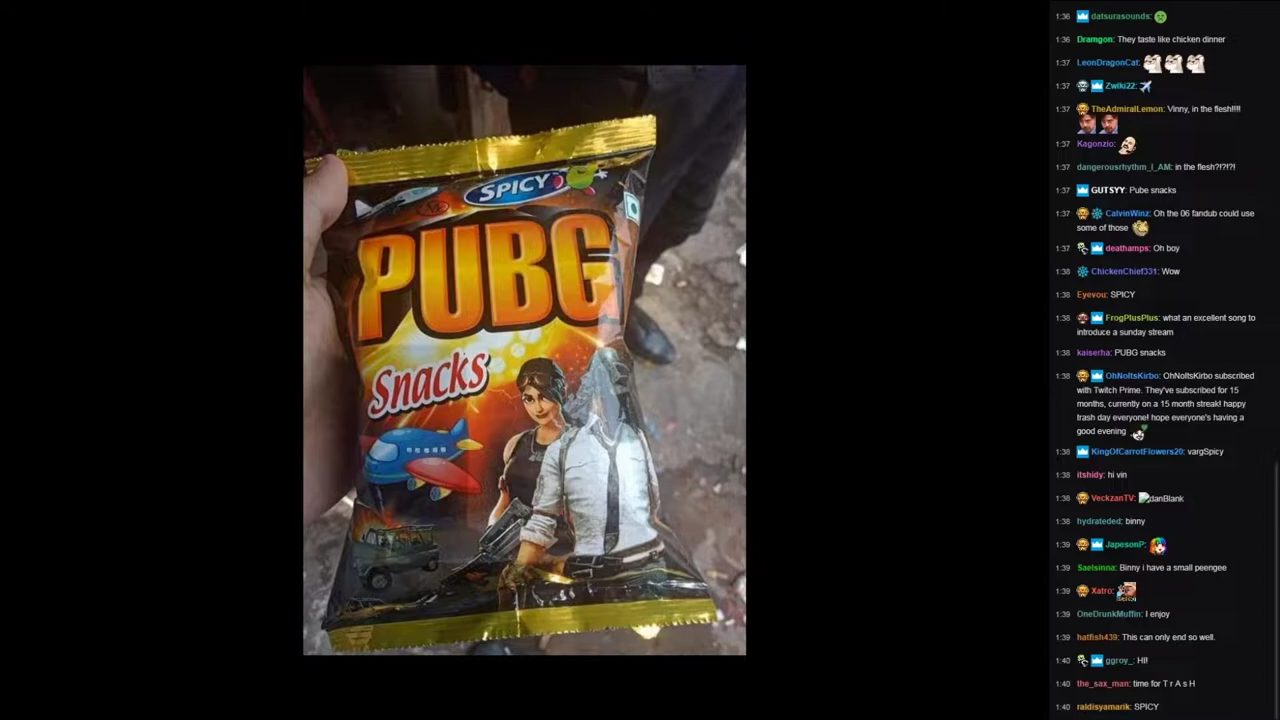 SPICY
PUBG
Snacks
1:36 datsurasounds:
1:36 Dramgon: They taste like chicken dinner
1:37 LeonDragonCat:
1:37 Zwiki22:
1:37 TheAdmiralLemon: Vinny, in the flesh!!!!
Kagonzio:
1:37 dangerousrhythm_I_AM: in the flesh?!?!?!
1:37 GUTSYY: Pube snacks
1:37 CalvinWinz: Oh the 06 fandub could use
some of those
1:37 deathamps: Oh boy
1:38 ChickenChief331: Wow
1:38 Eyevou: SPICY
1:38 FrogPlusPlus: what an excellent song to
introduce a sunday stream
1:38 kaiserha: PUBG snacks
1:38 OhNoItsKirbo: OhNoItsKirbo subscribed
with Twitch Prime. They've subscribed for 15
months, currently on a 15 month streak! happy
trash day everyone! hope everyone's having a
good evening
1:38 KingOfCarrotFlowers20: vargSpicy
1:38 itshidy: hi vin
1:38 VeckzanTV: danBlank
1:38 hydrateded: binny
1:39 JapesonP:
1:39 Saelsinna: Binny i have a small peengee
1:39 Xatro:
1:39 OneDrunkMuffin: I enjoy
1:39 hatfish439: This can only end so well.
1:40 ggroy_: HI!
1:40 the_sax_man: time for T r A s H
1:40 raldisyamarik: SPICY